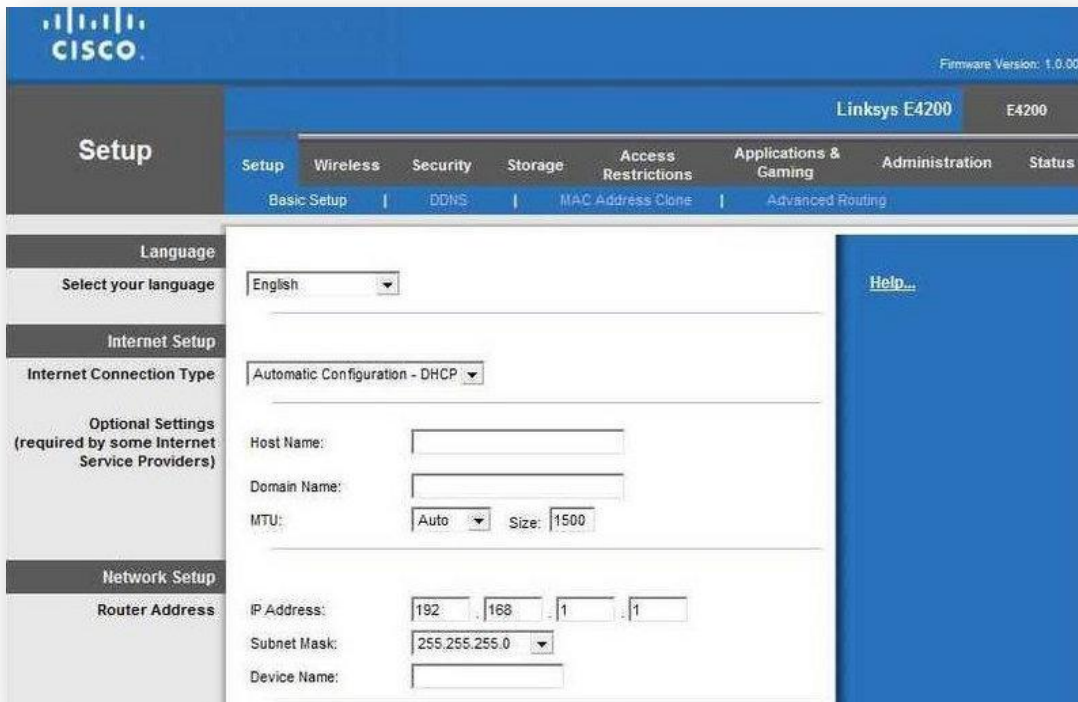 CISCO.
Firmware Version: 1.0.00
Linksys E4200 E4200
Setup
Setup Wireless Security Storage Access Restrictions Applications & Gaming Administration Status
Basic Setup | DDNS | MAC Address Clone | Advanced Routing
Language
Select your language English
Help...
Internet Setup
Internet Connection Type Automatic Configuration - DHCP
Optional Settings
(required by some Internet
Service Providers)
Host Name:
Domain Name:
MTU: Auto Size: 1500
Network Setup
Router Address IP Address: 192 . 168 . 1 . 1
Subnet Mask: 255.255.255.0
Device Name: